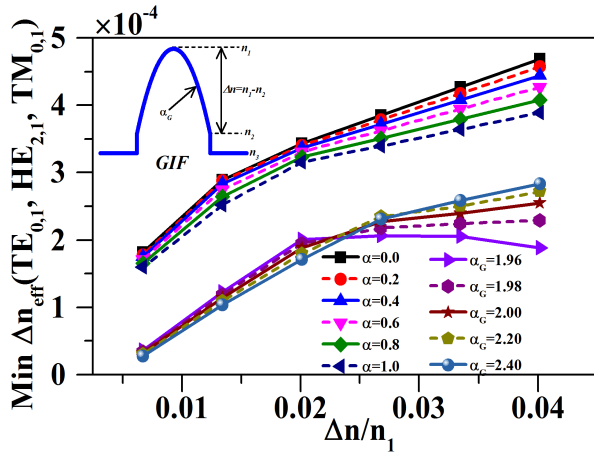 ×10⁻⁴
Min Δn_eff(TE_0,1, HE_2,1, TM_0,1)
5
4
3
2
1
0
n₁
Δn=n₁-n₂
α_G
n₂
n₃
GIF
α=0.0
α=0.2
α=0.4
α=0.6
α=0.8
α=1.0
α_G=1.96
α_G=1.98
α_G=2.00
α_G=2.20
α_G=2.40
0.01 0.02 0.03 0.04
Δn/n₁